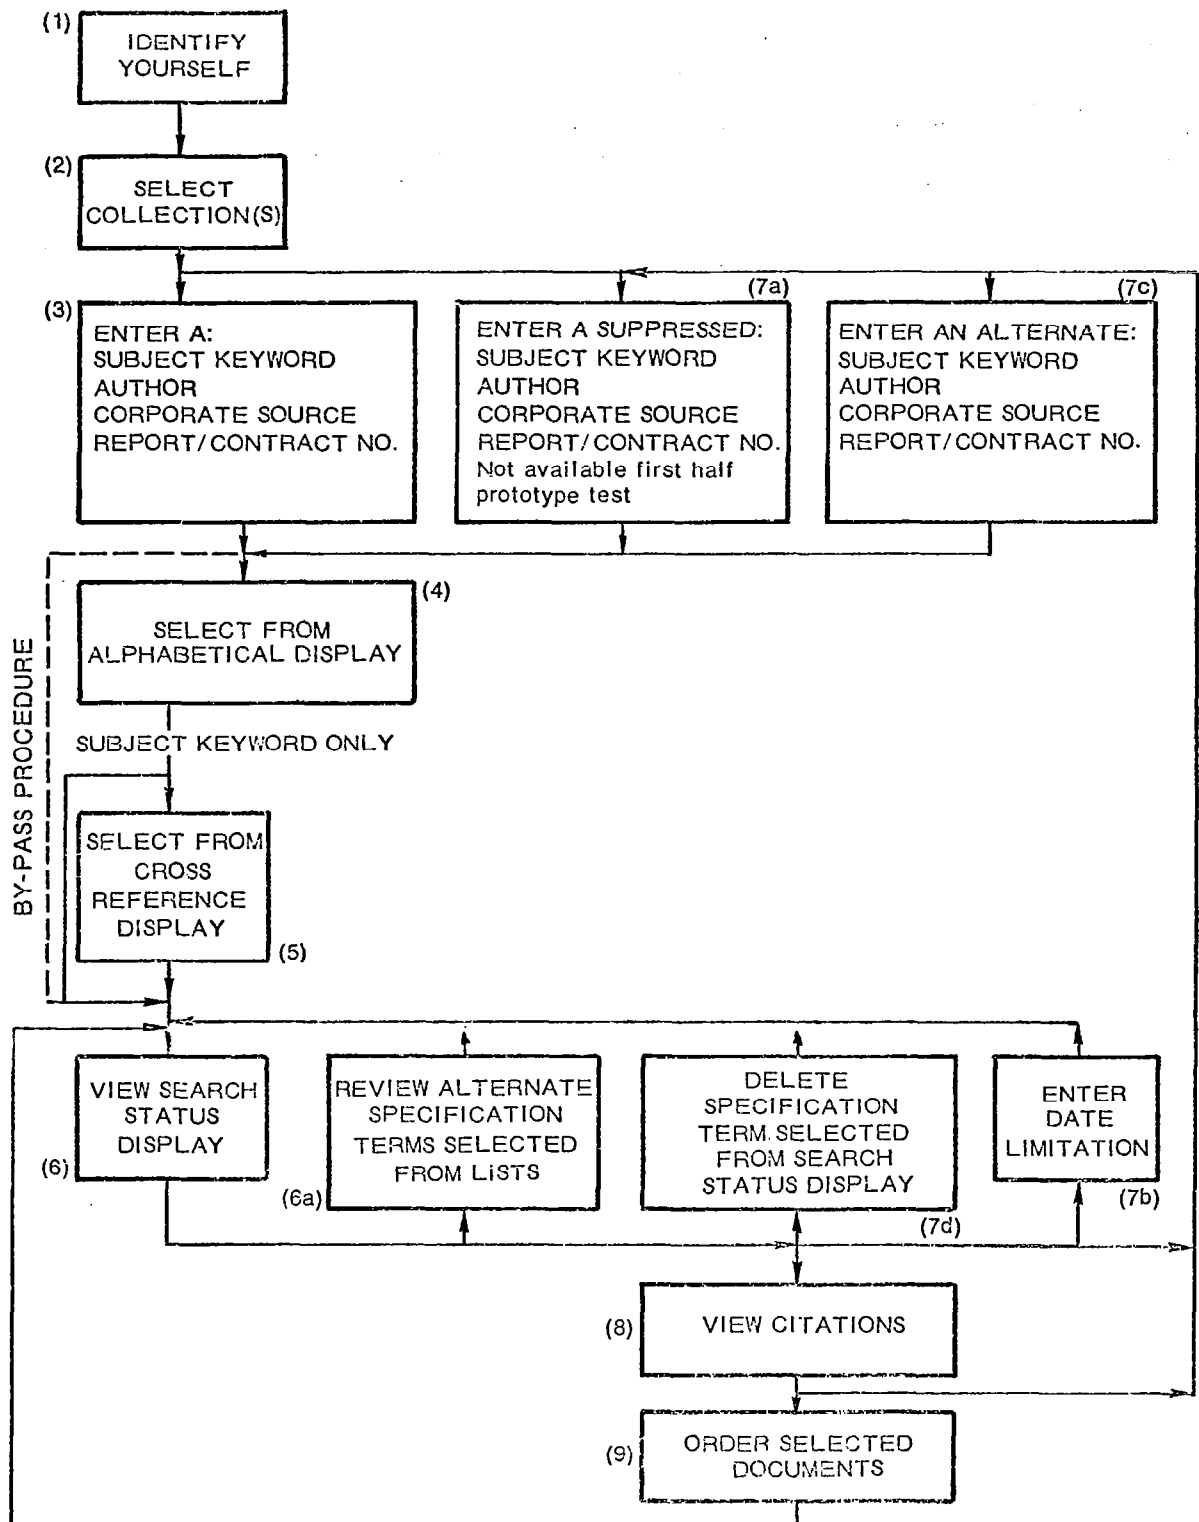 (1)
IDENTIFY
YOURSELF
(2)
SELECT
COLLECTION(S)
(3)
ENTER A:
SUBJECT KEYWORD
AUTHOR
CORPORATE SOURCE
REPORT/CONTRACT NO.
(7a)
ENTER A SUPPRESSED:
SUBJECT KEYWORD
AUTHOR
CORPORATE SOURCE
REPORT/CONTRACT NO.
Not available first half
prototype test
(7c)
ENTER AN ALTERNATE:
SUBJECT KEYWORD
AUTHOR
CORPORATE SOURCE
REPORT/CONTRACT NO.
(4)
SELECT FROM
ALPHABETICAL DISPLAY
BY-PASS PROCEDURE
SUBJECT KEYWORD ONLY
SELECT FROM
CROSS
REFERENCE
DISPLAY
(5)
VIEW SEARCH
STATUS
DISPLAY
(6)
REVIEW ALTERNATE
SPECIFICATION
TERMS SELECTED
FROM LISTS
(6a)
DELETE
SPECIFICATION
TERM. SELECTED
FROM SEARCH
STATUS DISPLAY
(7d)
ENTER
DATE
LIMITATION
(7b)
(8)
VIEW CITATIONS
(9)
ORDER SELECTED
DOCUMENTS